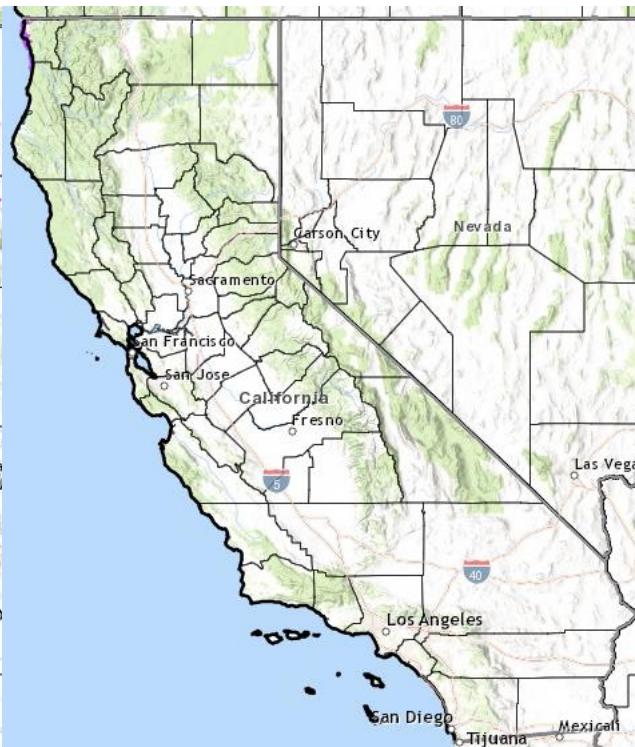 80
Carson City
Nevada
Sacramento
San Francisco
San Jose
California
Fresno
5
Las Vega
40
Los Angeles
San Diego
Mexicali
Tijuana